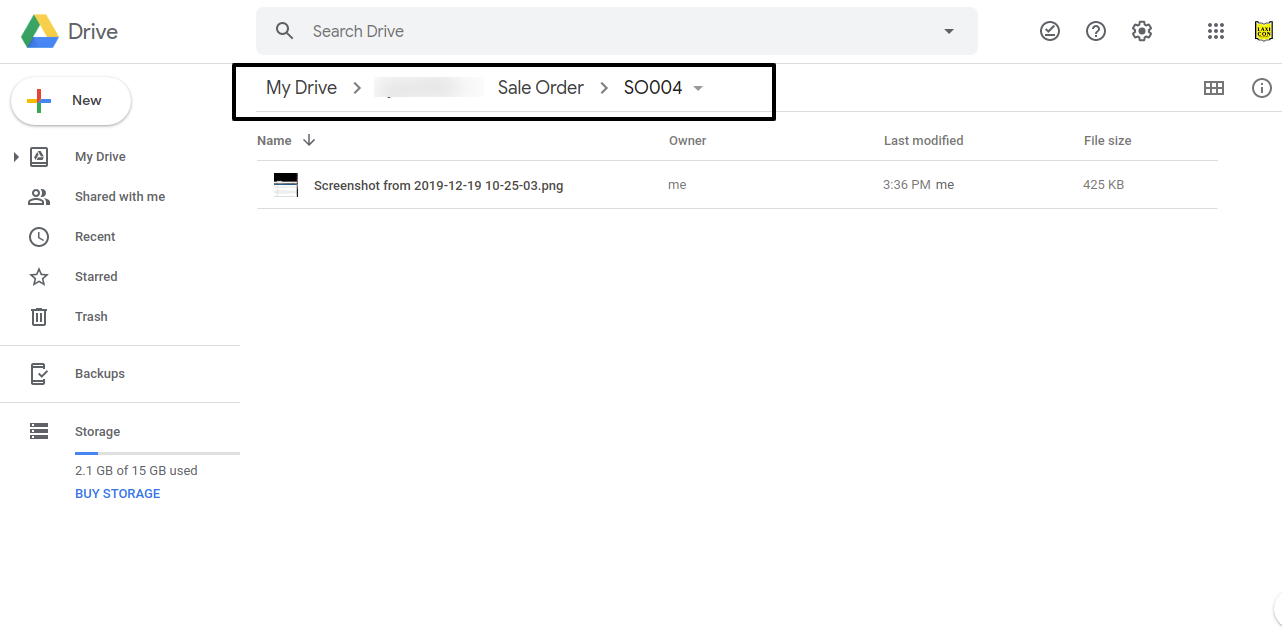 Drive
Search Drive
My Drive > Sale Order > SO004
New
Name
Owner
Last modified
File size
My Drive
Screenshot from 2019-12-19 10-25-03.png
me
3:36 PM me
425 KB
Shared with me
Recent
Starred
Trash
Backups
Storage
2.1 GB of 15 GB used
BUY STORAGE